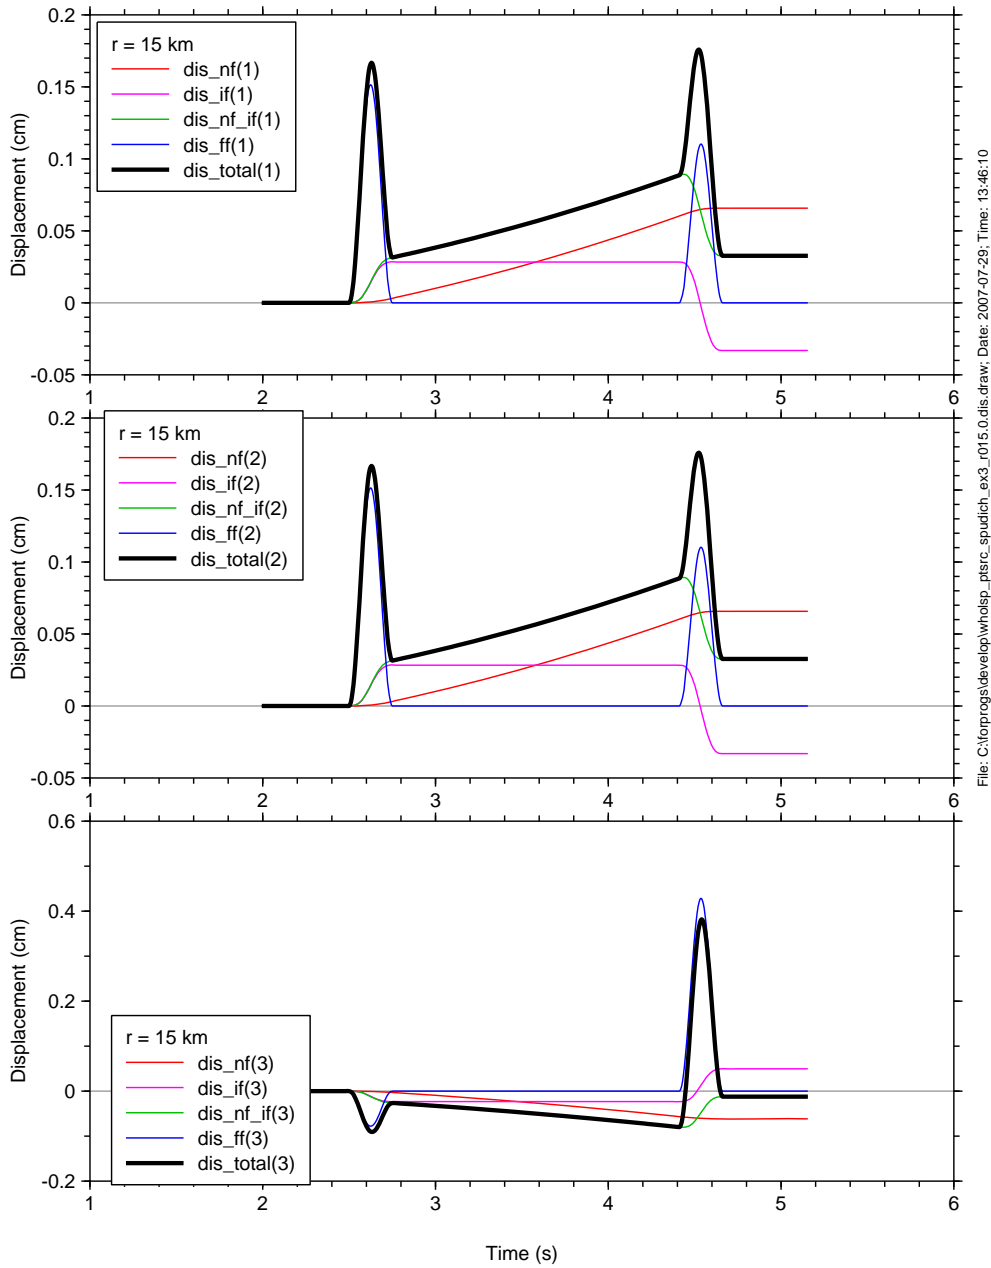 0.2
0.15
0.1
0.05
0
-0.05
Displacement (cm)
r = 15 km
dis_nf(1)
dis_if(1)
dis_nf_if(1)
dis_ff(1)
dis_total(1)
1 2 3 4 5 6
0.2
0.15
0.1
0.05
0
-0.05
Displacement (cm)
r = 15 km
dis_nf(2)
dis_if(2)
dis_nf_if(2)
dis_ff(2)
dis_total(2)
1 2 3 4 5 6
0.6
0.4
0.2
0
-0.2
Displacement (cm)
r = 15 km
dis_nf(3)
dis_if(3)
dis_nf_if(3)
dis_ff(3)
dis_total(3)
1 2 3 4 5 6
Time (s)
File: C:\forprogs\develop\wholsp_ptsrc_spudich_ex3_r015.0.dis.draw; Date: 2007-07-29; Time: 13:46:10